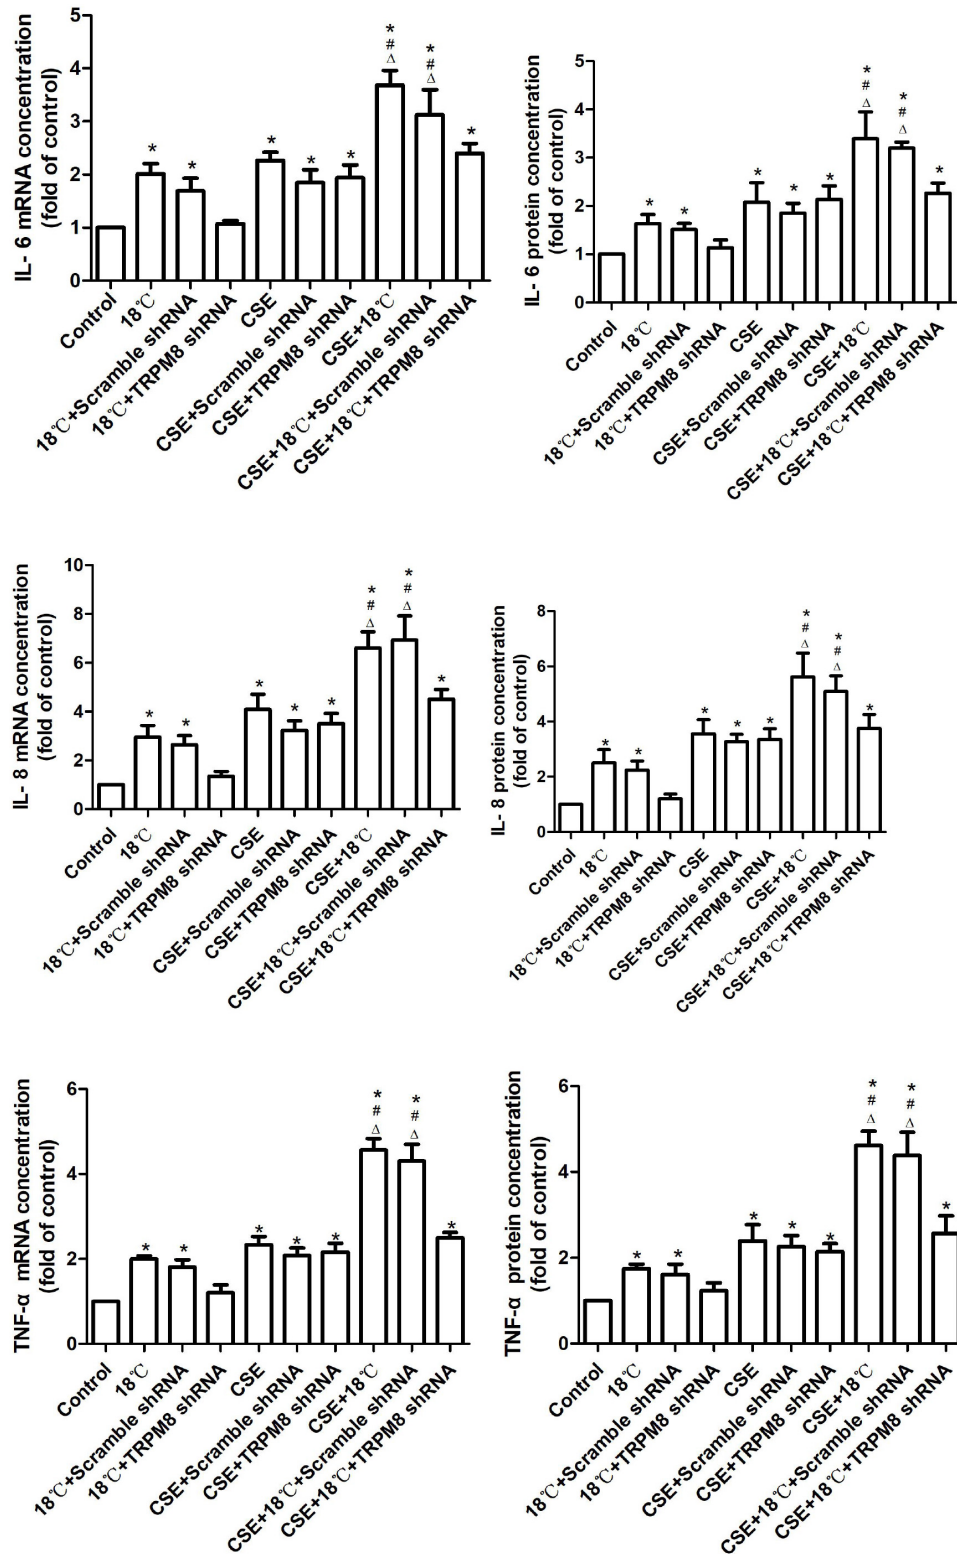 IL- 6 mRNA concentration
(fold of control)
5
4
3
2
1
0
*
*
*
*
*
*
#
Δ
*
#
Δ
*
Control
18℃
18℃+Scramble shRNA
18℃+TRPM8 shRNA
CSE
CSE+Scramble shRNA
CSE+TRPM8 shRNA
CSE+18℃
CSE+18℃+Scramble shRNA
CSE+18℃+TRPM8 shRNA
IL- 6 protein concentration
(fold of control)
5
4
3
2
1
0
*
*
*
*
*
*
#
Δ
*
#
Δ
*
Control
18℃
18℃+Scramble shRNA
18℃+TRPM8 shRNA
CSE
CSE+Scramble shRNA
CSE+TRPM8 shRNA
CSE+18℃
CSE+18℃+Scramble shRNA
CSE+18℃+TRPM8 shRNA
IL- 8 mRNA concentration
(fold of control)
10
8
6
4
2
0
*
*
*
*
*
*
#
Δ
*
#
Δ
*
Control
18℃
18℃+Scramble shRNA
18℃+TRPM8 shRNA
CSE
CSE+Scramble shRNA
CSE+TRPM8 shRNA
CSE+18℃
CSE+18℃+Scramble shRNA
CSE+18℃+TRPM8 shRNA
IL- 8 protein concentration
(fold of control)
8
6
4
2
0
*
*
*
*
*
*
#
Δ
*
#
Δ
*
Control
18℃
18℃+Scramble shRNA
18℃+TRPM8 shRNA
CSE
CSE+Scramble shRNA
CSE+TRPM8 shRNA
CSE+18℃
CSE+18℃+Scramble shRNA
CSE+18℃+TRPM8 shRNA
TNF-α mRNA concentration
(fold of control)
6
4
2
0
*
*
*
*
*
*
#
Δ
*
#
Δ
*
Control
18℃
18℃+Scramble shRNA
18℃+TRPM8 shRNA
CSE
CSE+Scramble shRNA
CSE+TRPM8 shRNA
CSE+18℃
CSE+18℃+Scramble shRNA
CSE+18℃+TRPM8 shRNA
TNF-α protein concentration
(fold of control)
6
4
2
0
*
*
*
*
*
*
#
Δ
*
#
Δ
*
Control
18℃
18℃+Scramble shRNA
18℃+TRPM8 shRNA
CSE
CSE+Scramble shRNA
CSE+TRPM8 shRNA
CSE+18℃
CSE+18℃+Scramble shRNA
CSE+18℃+TRPM8 shRNA